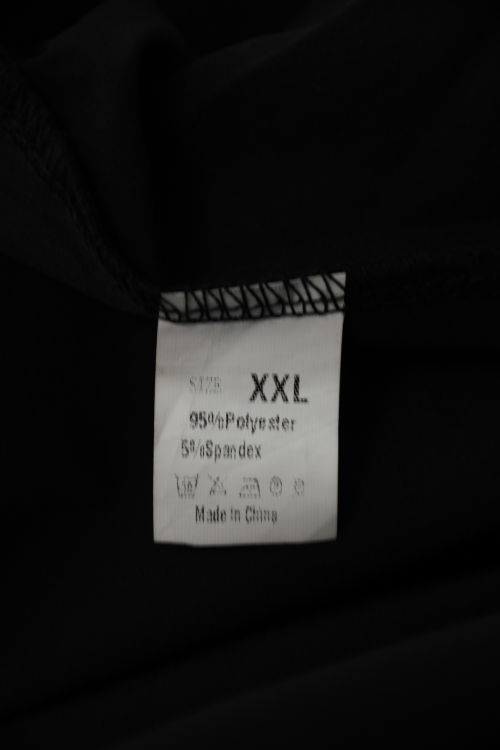 SIZE XXL
95%Polyester
5%Spandex
Made in China